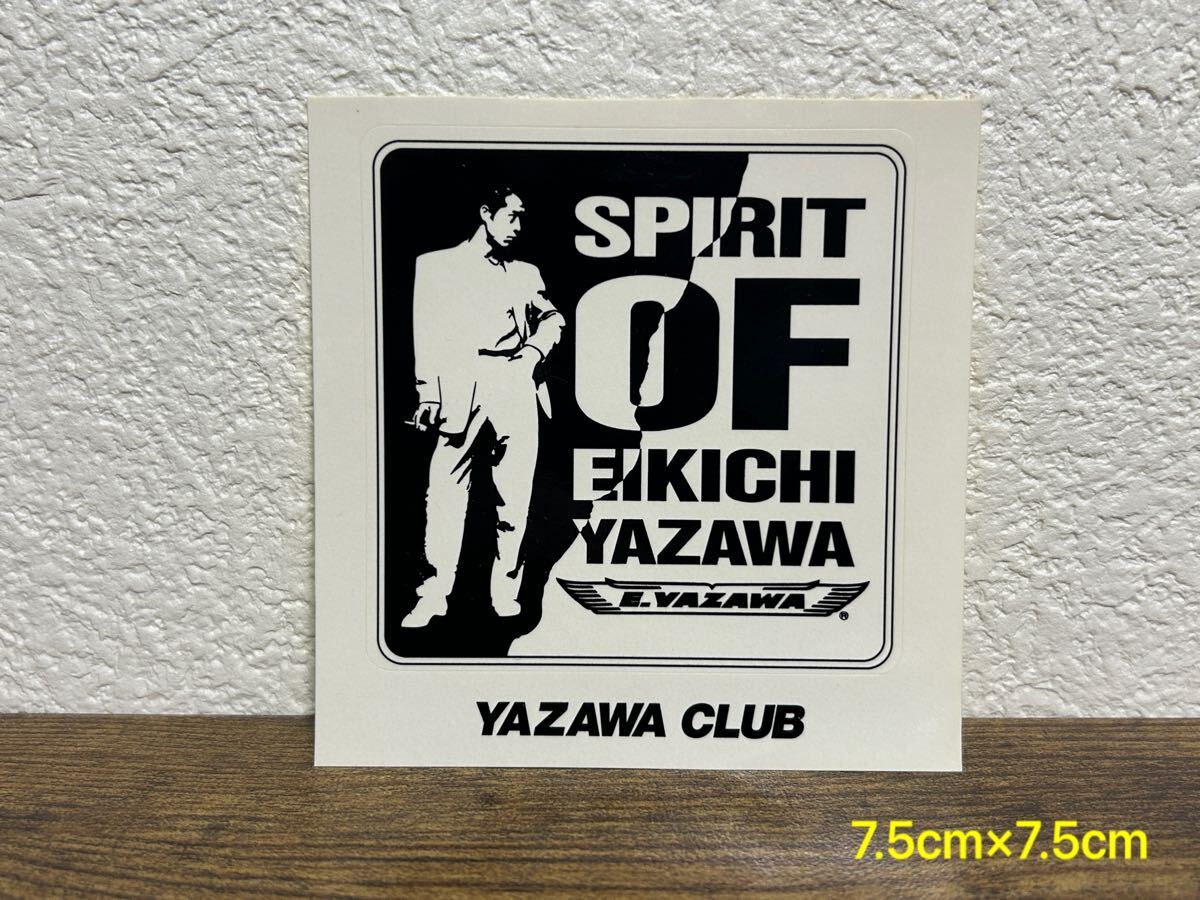 SPIRIT
OF
EIKICHI
YAZAWA
E.YAZAWA
®
YAZAWA CLUB
7.5cm×7.5cm